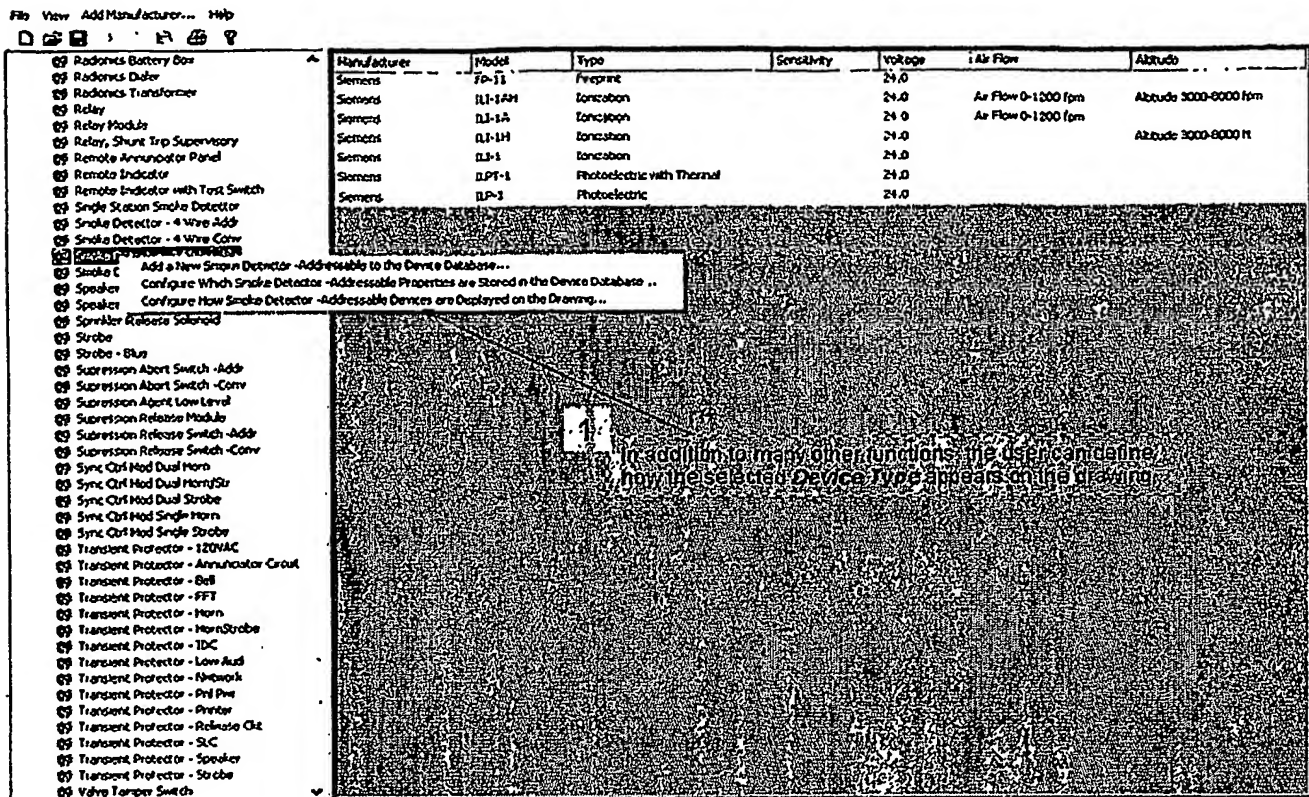 File View Add Manufacturer... Help
Radionics Battery Box
Radionics Dialer
Radionics Transformer
Relay
Relay Module
Relay, Shunt Trip Supervisory
Remote Annunciator Panel
Remote Indicator
Remote Indicator with Test Switch
Single Station Smoke Detector
Smoke Detector - 4 Wire Addr
Smoke Detector - 4 Wire Conv
Smoke
Smoke D
Speaker
Speaker
Sprinkler Release Solenoid
Strobe
Strobe - Blue
Supression Abort Switch -Addr
Supression Abort Switch -Conv
Supression Agent Low Level
Supression Release Module
Supression Release Switch -Addr
Supression Release Switch -Conv
Sync Ctrl Mod Dual Horn
Sync Ctrl Mod Dual Horn/Str
Sync Ctrl Mod Dual Strobe
Sync Ctrl Mod Single Horn
Sync Ctrl Mod Single Strobe
Transient Protector - 120VAC
Transient Protector - Annunciator Circuit
Transient Protector - Bell
Transient Protector - FFT
Transient Protector - Horn
Transient Protector - HornStrobe
Transient Protector - IDC
Transient Protector - Low Aud
Transient Protector - Network
Transient Protector - Pnl Pwr
Transient Protector - Printer
Transient Protector - Release Ckt
Transient Protector - SLC
Transient Protector - Speaker
Transient Protector - Strobe
Valve Tamper Switch
Manufacturer Model Type Sensitivity Voltage Air Flow Altitude
Siemens FP-11 Fireprint 24.0
Siemens ILI-1AH Ionization 24.0 Air Flow 0-1200 fpm Altitude 3000-8000 fpm
Siemens ILI-1A Ionization 24.0 Air Flow 0-1200 fpm
Siemens ILI-1H Ionization 24.0 Altitude 3000-8000 ft
Siemens ILI-1 Ionization 24.0
Siemens ILPT-1 Photoelectric with Thermal 24.0
Siemens ILP-1 Photoelectric 24.0
Add a New Smoke Detector -Addressable to the Device Database...
Configure Which Smoke Detector -Addressable Properties are Stored in the Device Database ...
Configure How Smoke Detector -Addressable Devices are Displayed on the Drawing...
1
In addition to many other functions, the user can define
how the selected Device Type appears on the drawing.